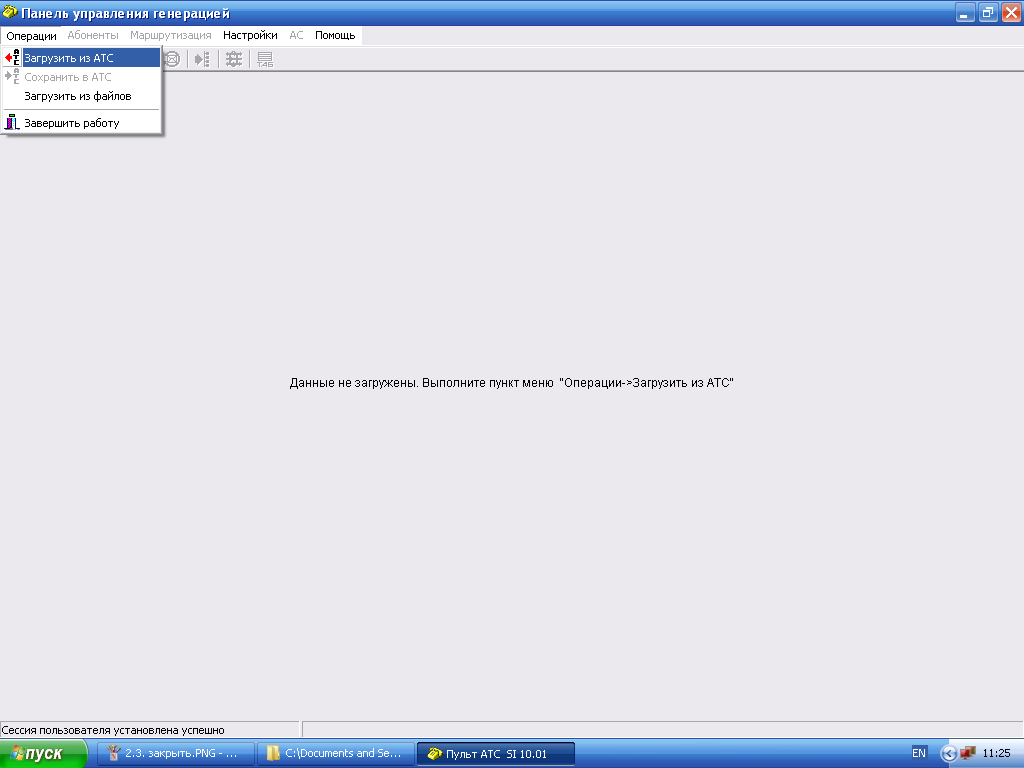 Панель управления генерацией
Операции Абоненты Маршрутизация Настройки АС Помощь
Загрузить из АТС
Сохранить в АТС
Загрузить из файлов
Завершить работу
ТАБ
Данные не загружены. Выполните пункт меню "Операции->Загрузить из АТС"
Сессия пользователя установлена успешно
пуск 2.3. закрыть.PNG - ... C:\Documents and Se... Пульт АТС SI 10.01 EN 11:25